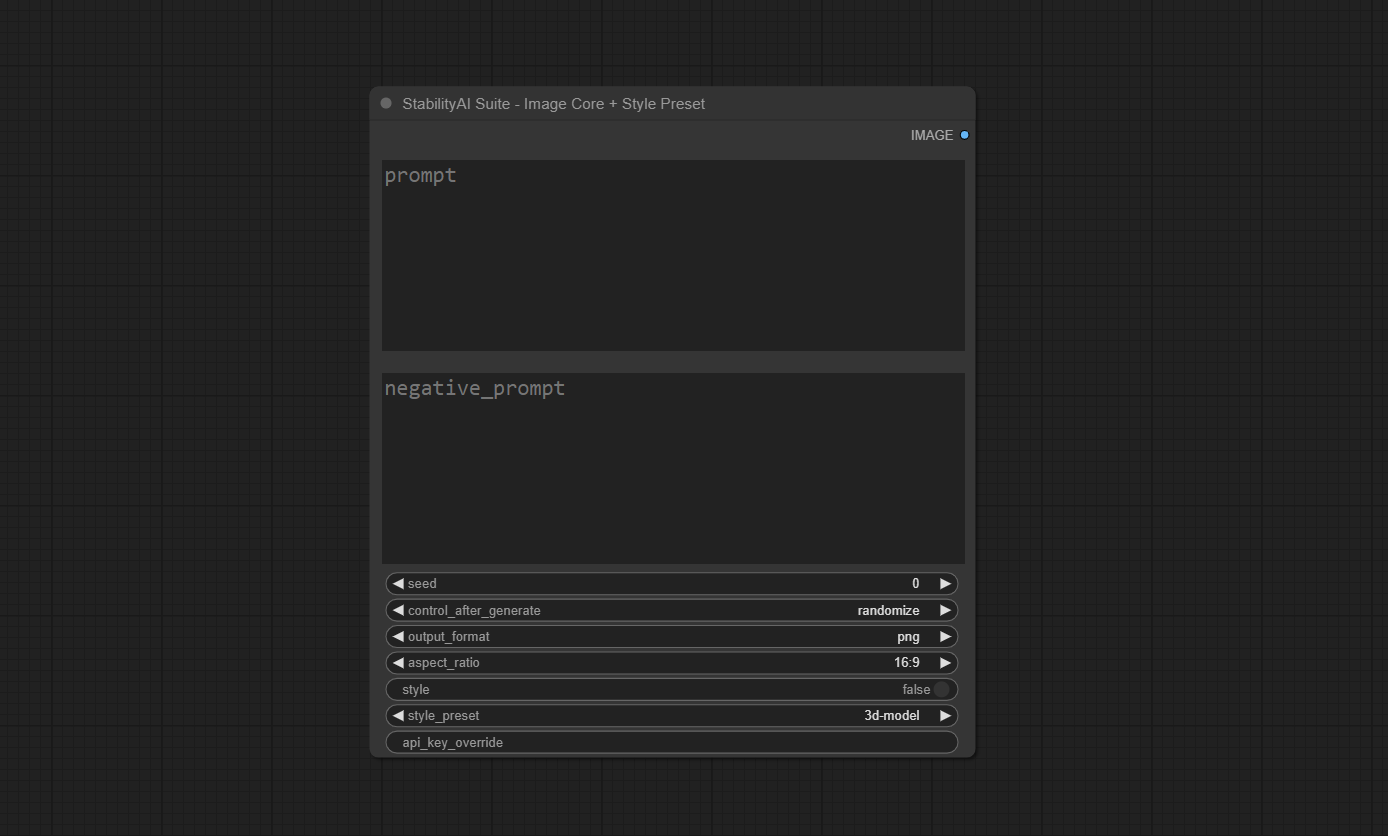 StabilityAI Suite - Image Core + Style Preset
IMAGE
prompt
negative_prompt
seed 0
control_after_generate randomize
output_format png
aspect_ratio 16:9
style false
style_preset 3d-model
api_key_override